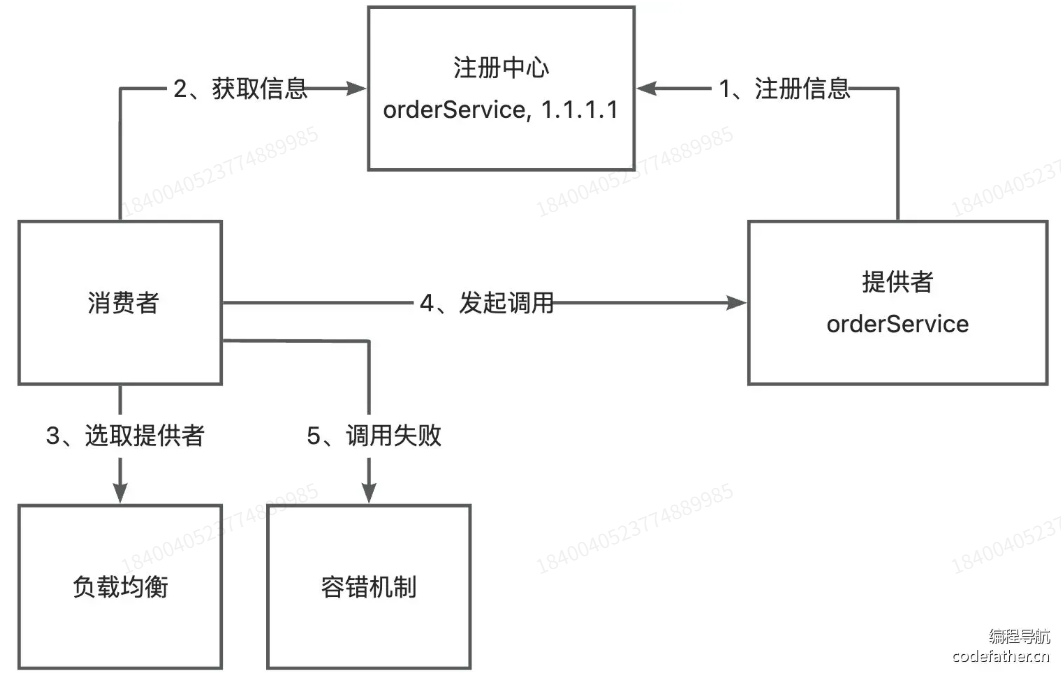 注册中心
orderService, 1.1.1.1
2、获取信息
1、注册信息
1840040523774889985
1840040523774889985
184004052377
消费者
4、发起调用
提供者
orderService
3、选取提供者
5、调用失败
1840040523774889985
1840040523774889985
184004052377
负载均衡
容错机制
编程导航
codefather.cn